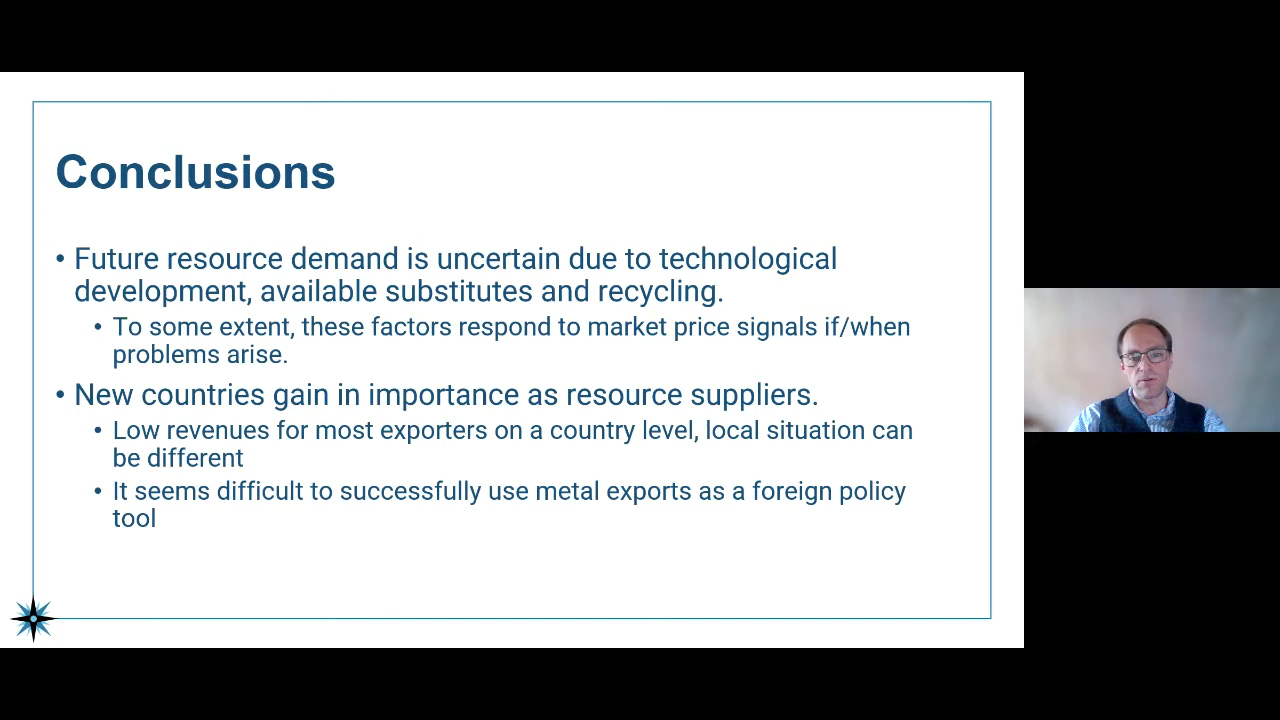 Conclusions
• Future resource demand is uncertain due to technological
development, available substitutes and recycling.
• To some extent, these factors respond to market price signals if/when
problems arise.
• New countries gain in importance as resource suppliers.
• Low revenues for most exporters on a country level, local situation can
be different
• It seems difficult to successfully use metal exports as a foreign policy
tool